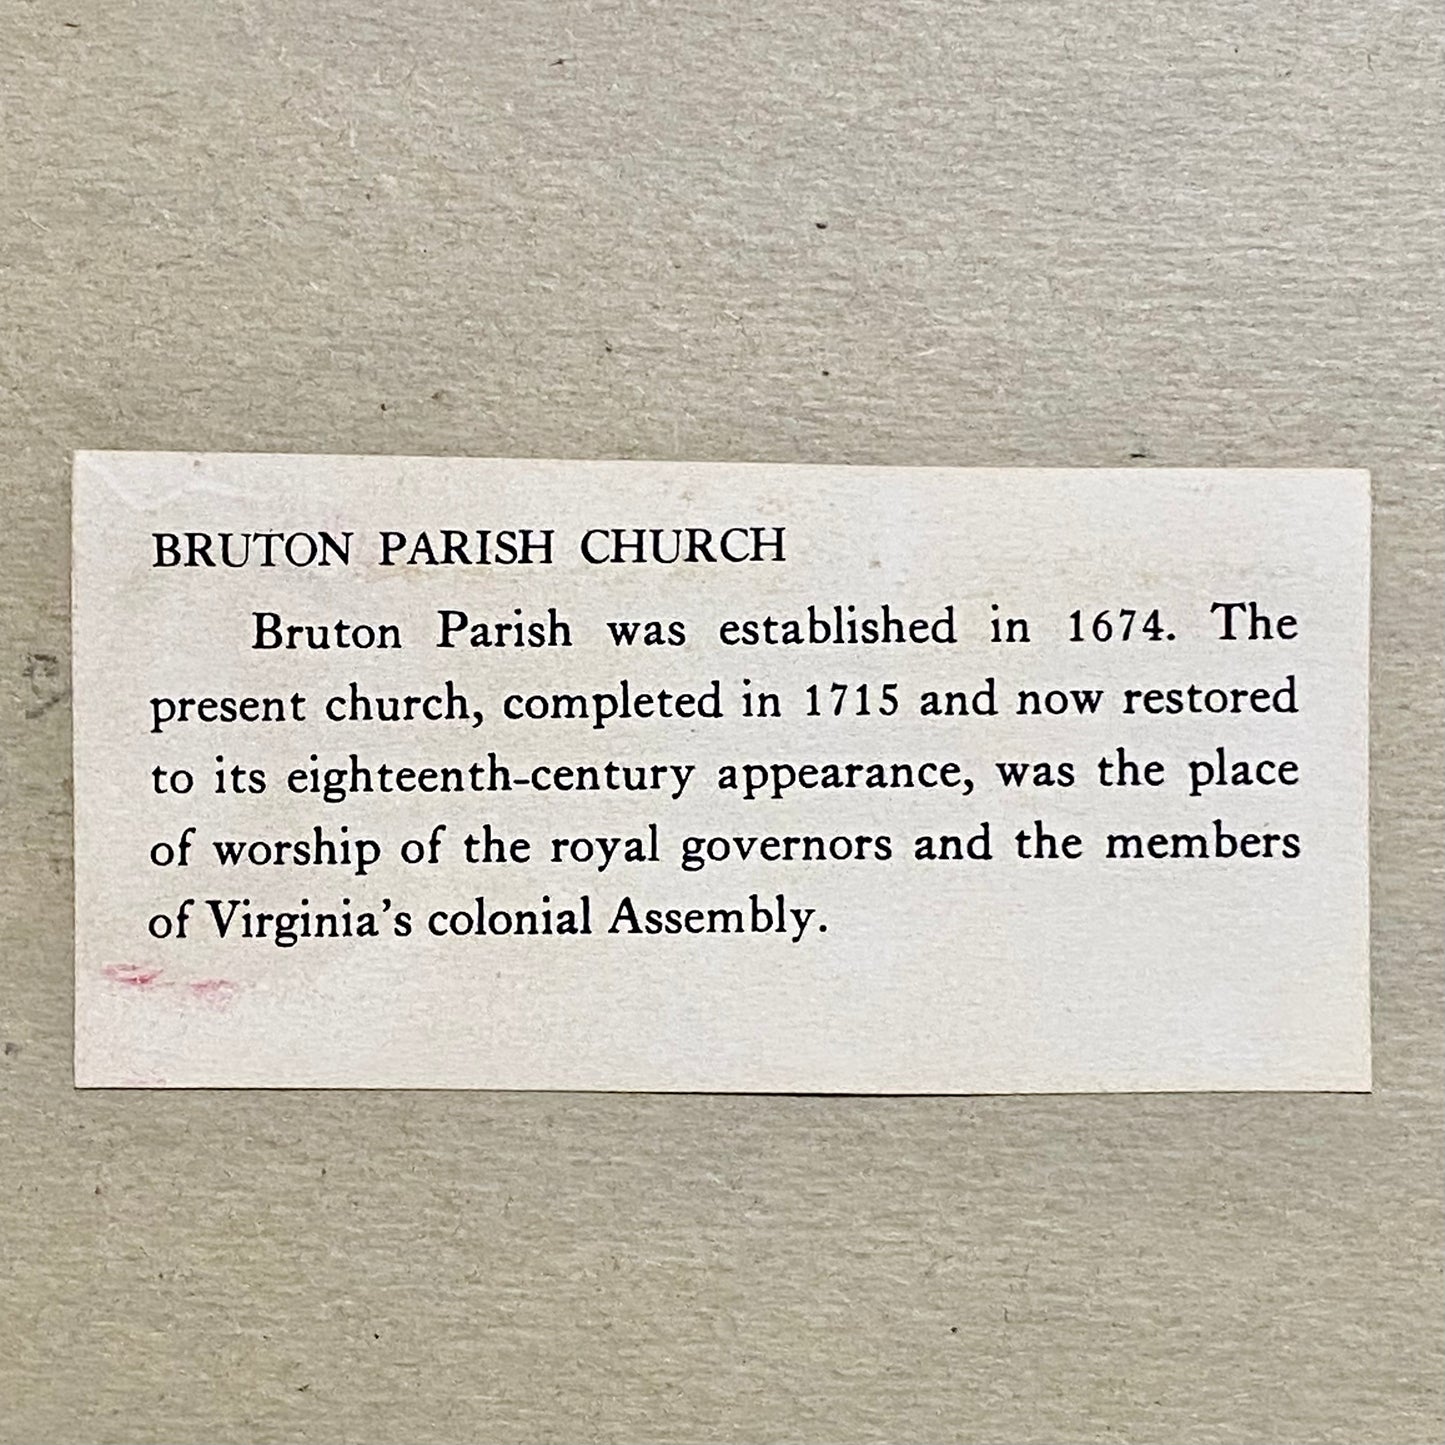 BRUTON PARISH CHURCH
Bruton Parish was established in 1674. The
present church, completed in 1715 and now restored
to its eighteenth-century appearance, was the place
of worship of the royal governors and the members
of Virginia's colonial Assembly.